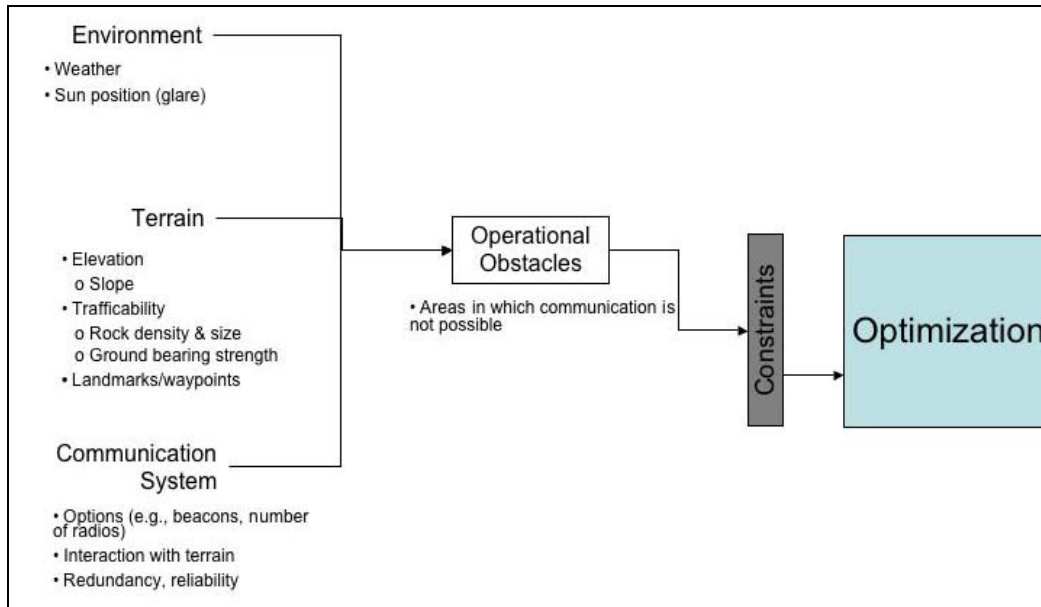 Environment
• Weather
• Sun position (glare)
Terrain
• Elevation
o Slope
• Trafficability
o Rock density & size
o Ground bearing strength
• Landmarks/waypoints
Communication
System
• Options (e.g., beacons, number
of radios)
• Interaction with terrain
• Redundancy, reliability
Operational
Obstacles
• Areas in which communication is
not possible
Constraints
Optimization